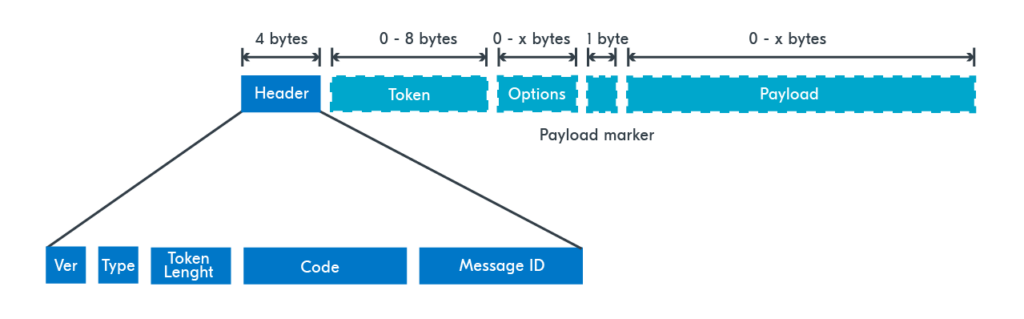 4 bytes
0 - 8 bytes
0 - x bytes
1 byte
0 - x bytes
Header
Token
Options
Payload
Payload marker
Ver
Type
Token
Lenght
Code
Message ID